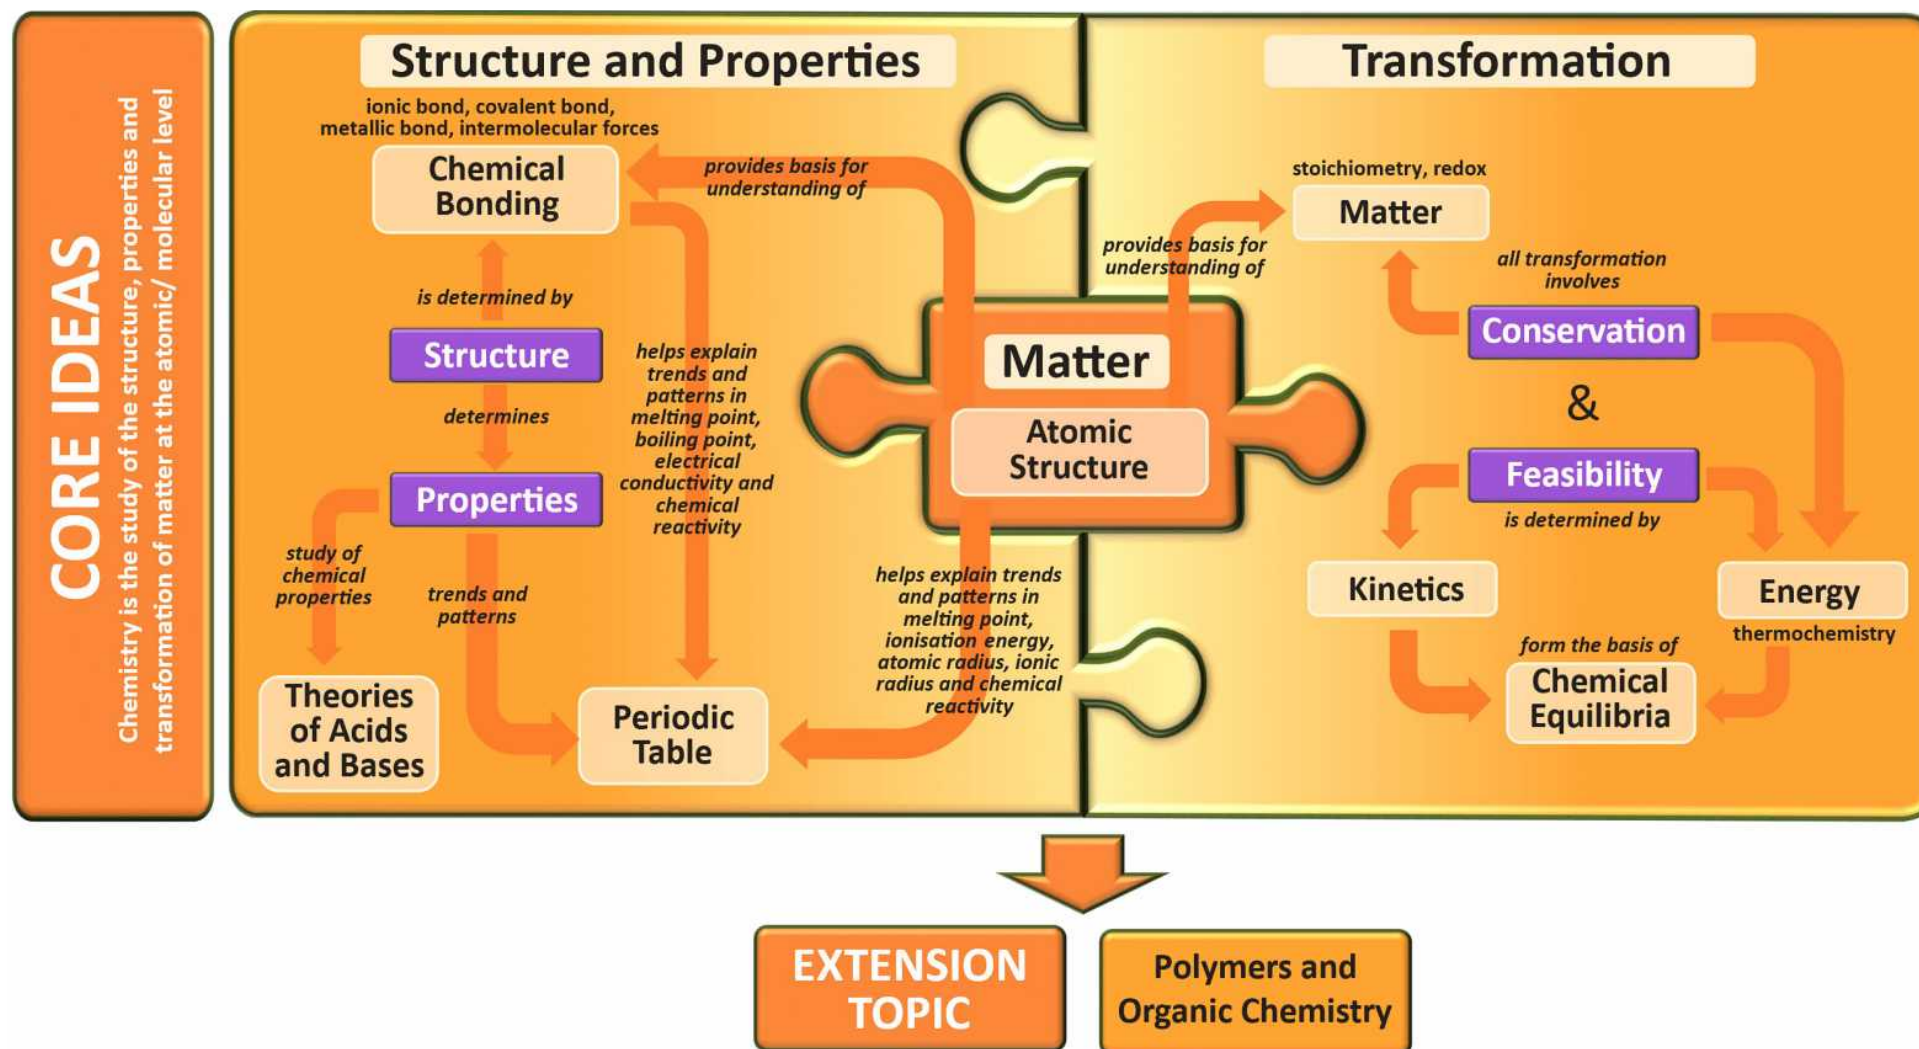 CORE IDEAS
Chemistry is the study of the structure, properties and
transformation of matter at the atomic/ molecular level
Structure and Properties
ionic bond, covalent bond,
metallic bond, intermolecular forces
Chemical
Bonding
provides basis for
understanding of
is determined by
Structure
determines
Properties
helps explain
trends and
patterns in
melting point,
boiling point,
electrical
conductivity and
chemical
reactivity
study of
chemical
properties
trends and
patterns
Theories
of Acids
and Bases
Periodic
Table
Matter
Atomic
Structure
helps explain trends
and patterns in
melting point,
ionisation energy,
atomic radius, ionic
radius and chemical
reactivity
Transformation
stoichiometry, redox
Matter
provides basis for
understanding of
all transformation
involves
Conservation
&
Feasibility
is determined by
Kinetics
Energy
thermochemistry
form the basis of
Chemical
Equilibria
EXTENSION
TOPIC
Polymers and
Organic Chemistry